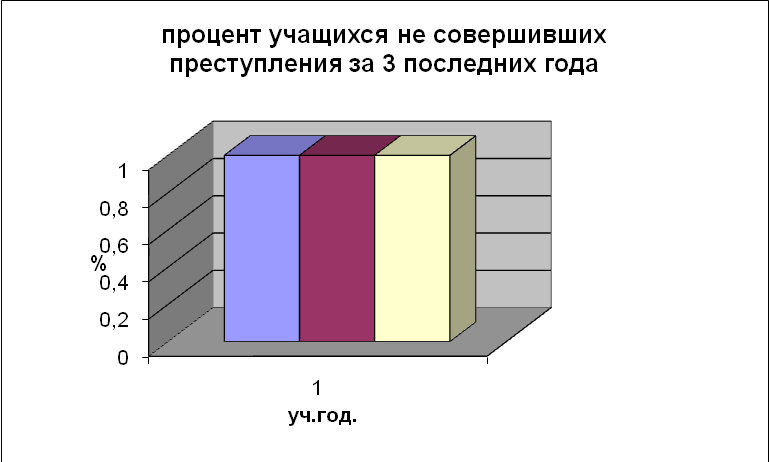 процент учащихся не совершивших
преступления за 3 последних года
1
0,8
0,6
%
0,4
0,2
0
1
уч.год.